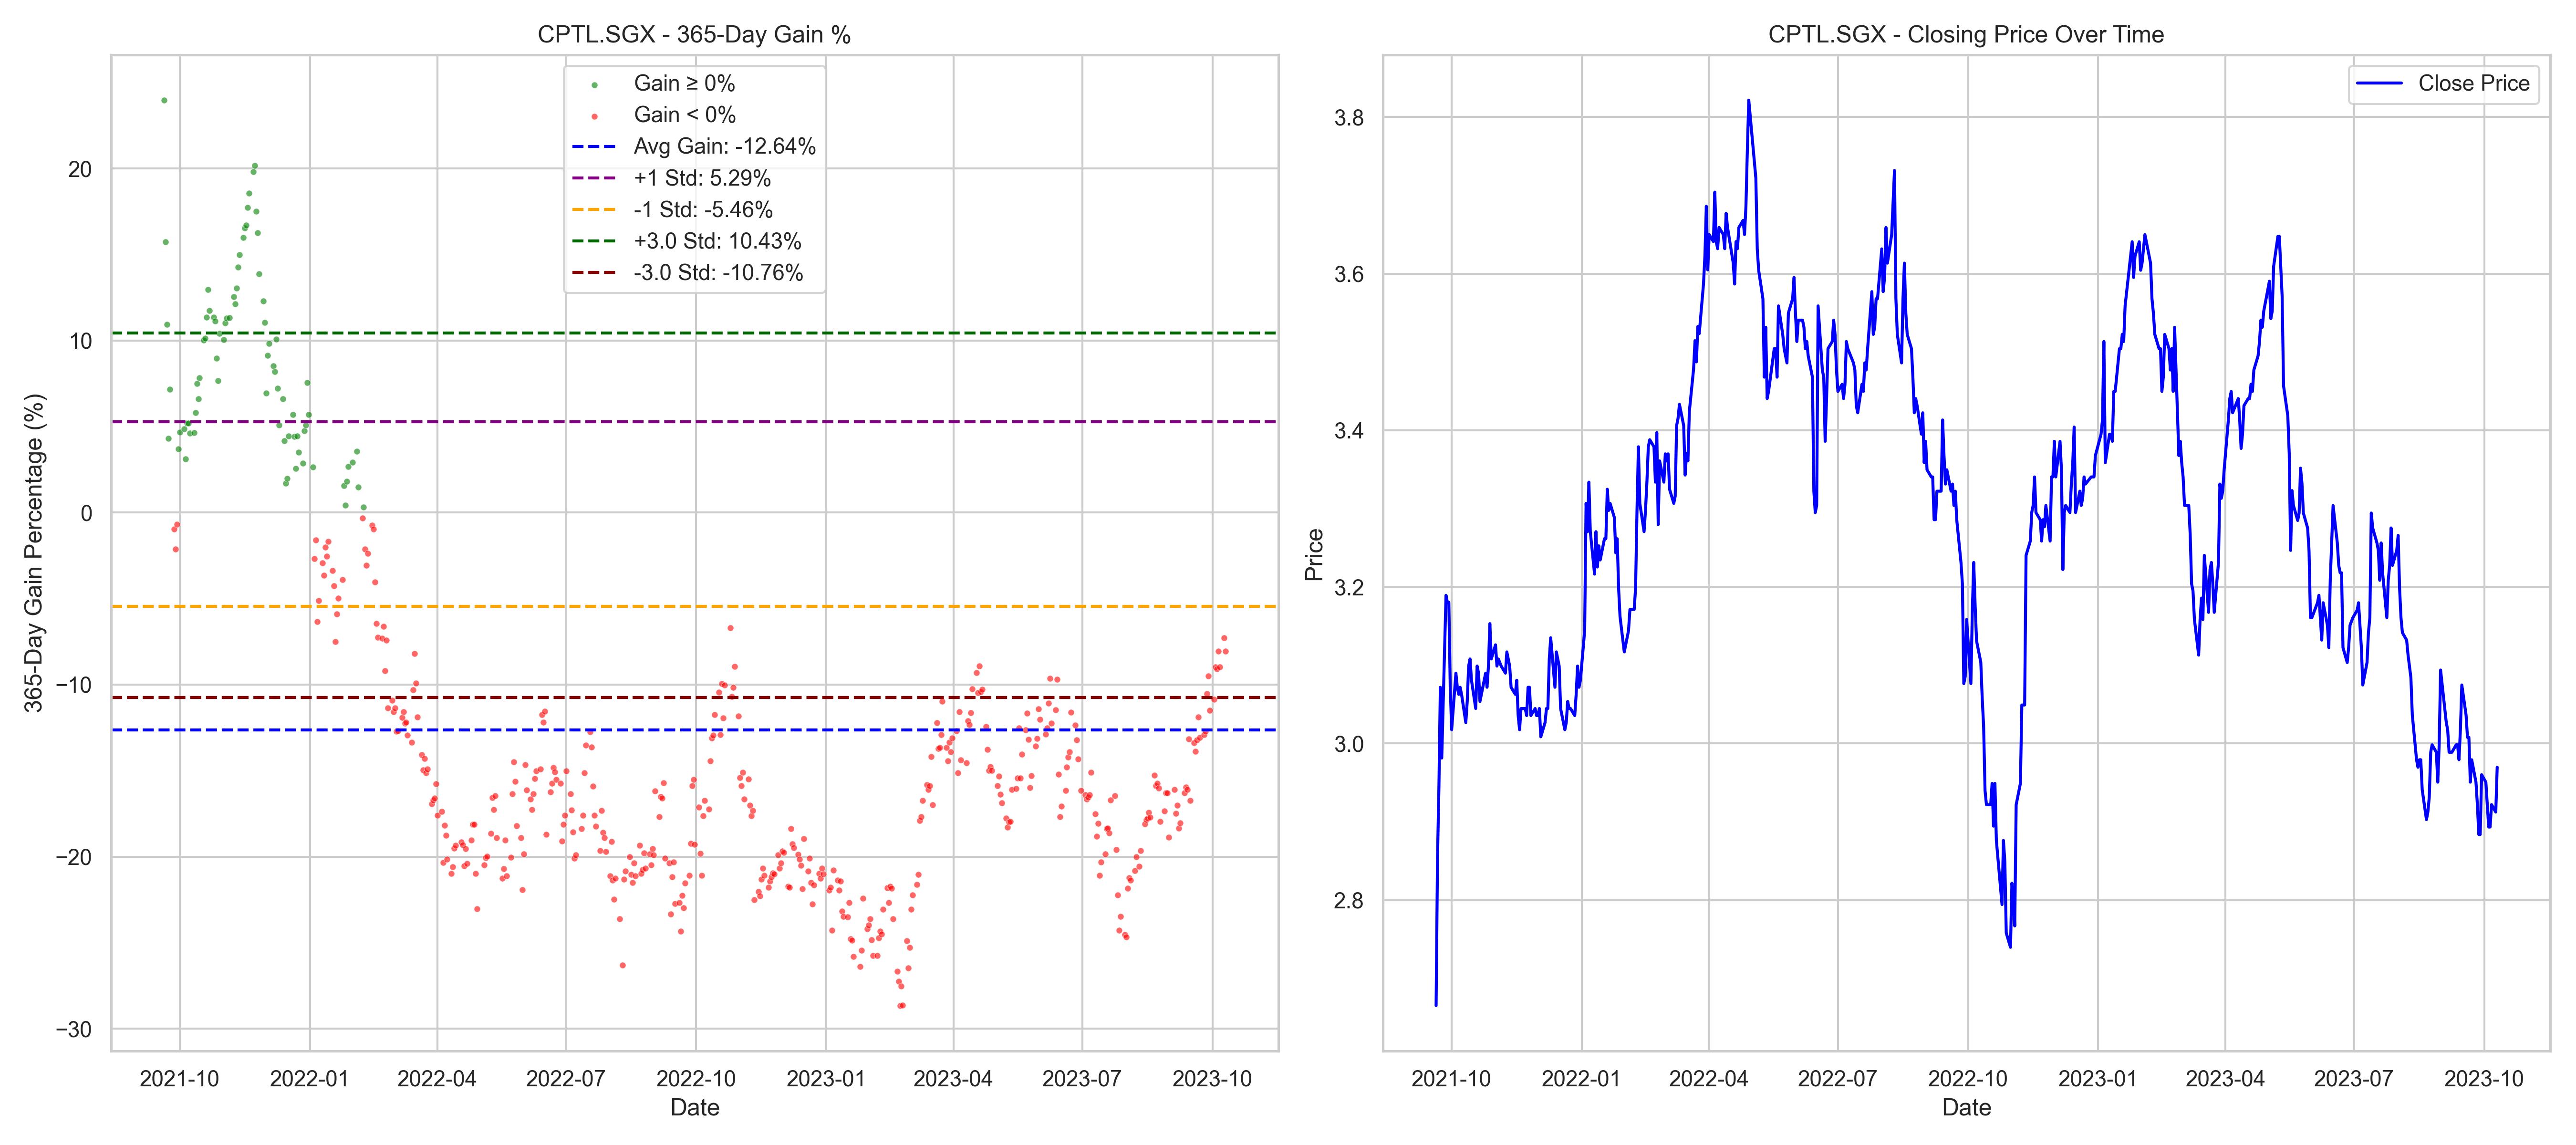 CPTL.SGX - 365-Day Gain %
Gain ≥ 0%
Gain < 0%
Avg Gain: -12.64%
+1 Std: 5.29%
-1 Std: -5.46%
+3.0 Std: 10.43%
-3.0 Std: -10.76%
20
10
0
−10
−20
−30
365-Day Gain Percentage (%)
2021-10
2022-01
2022-04
2022-07
2022-10
2023-01
2023-04
2023-07
2023-10
Date
CPTL.SGX - Closing Price Over Time
Close Price
3.8
3.6
3.4
3.2
3.0
2.8
Price
2021-10
2022-01
2022-04
2022-07
2022-10
2023-01
2023-04
2023-07
2023-10
Date